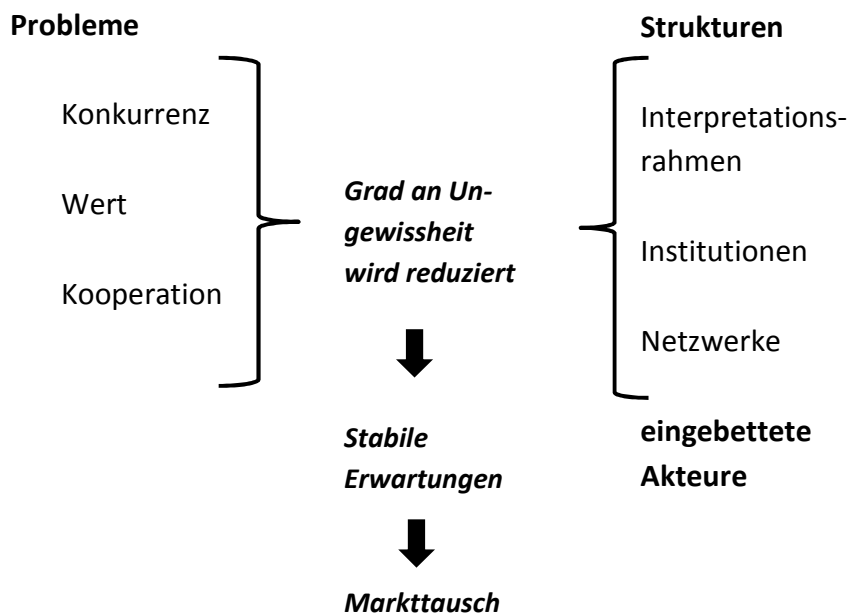 Probleme
Konkurrenz
Wert
Kooperation
Grad an Un-
gewissheit
wird reduziert
Stabile
Erwartungen
Markttausch
Strukturen
Interpretations-
rahmen
Institutionen
Netzwerke
eingebettete
Akteure